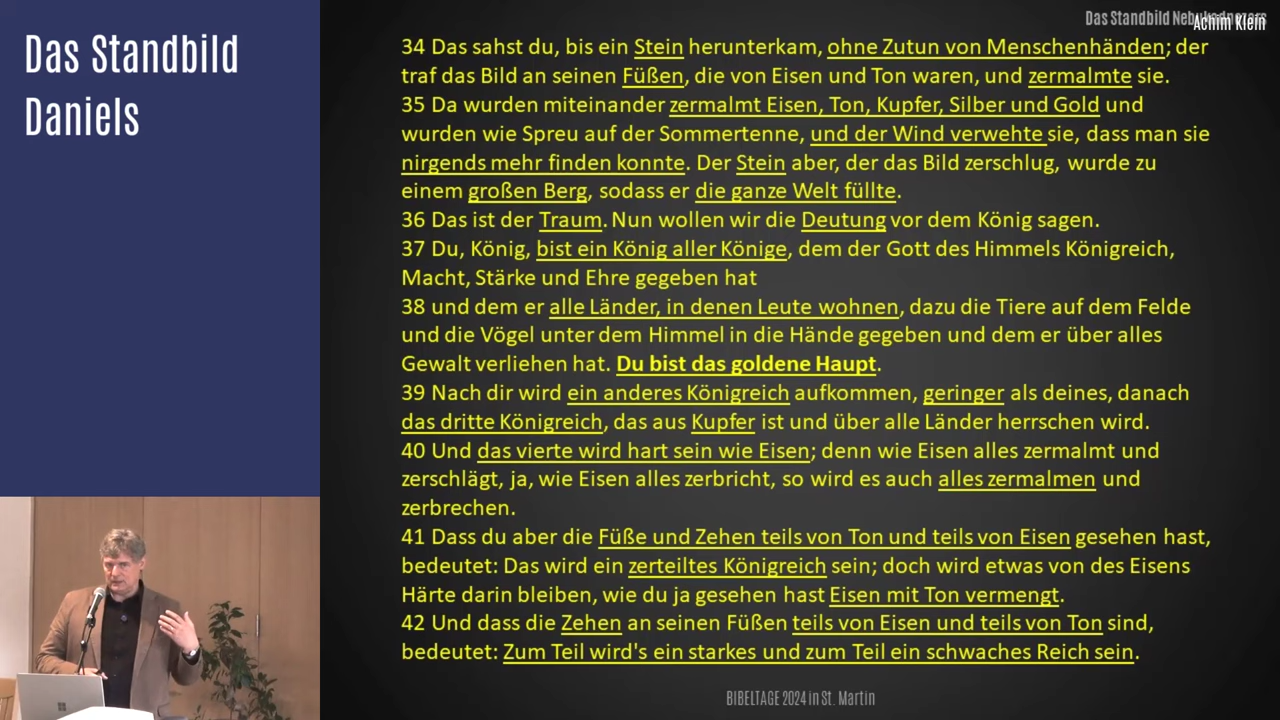 Das Standbild
Daniels
Das Standbild Nebukadnezars
Achim Klein
34 Das sahst du, bis ein Stein herunterkam, ohne Zutun von Menschenhänden; der
traf das Bild an seinen Füßen, die von Eisen und Ton waren, und zermalmte sie.
35 Da wurden miteinander zermalmt Eisen, Ton, Kupfer, Silber und Gold und
wurden wie Spreu auf der Sommertenne, und der Wind verwehte sie, dass man sie
nirgends mehr finden konnte. Der Stein aber, der das Bild zerschlug, wurde zu
einem großen Berg, sodass er die ganze Welt füllte.
36 Das ist der Traum. Nun wollen wir die Deutung vor dem König sagen.
37 Du, König, bist ein König aller Könige, dem der Gott des Himmels Königreich,
Macht, Stärke und Ehre gegeben hat
38 und dem er alle Länder, in denen Leute wohnen, dazu die Tiere auf dem Felde
und die Vögel unter dem Himmel in die Hände gegeben und dem er über alles
Gewalt verliehen hat. Du bist das goldene Haupt.
39 Nach dir wird ein anderes Königreich aufkommen, geringer als deines, danach
das dritte Königreich, das aus Kupfer ist und über alle Länder herrschen wird.
40 Und das vierte wird hart sein wie Eisen; denn wie Eisen alles zermalmt und
zerschlägt, ja, wie Eisen alles zerbricht, so wird es auch alles zermalmen und
zerbrechen.
41 Dass du aber die Füße und Zehen teils von Ton und teils von Eisen gesehen hast,
bedeutet: Das wird ein zerteiltes Königreich sein; doch wird etwas von des Eisens
Härte darin bleiben, wie du ja gesehen hast Eisen mit Ton vermengt.
42 Und dass die Zehen an seinen Füßen teils von Eisen und teils von Ton sind,
bedeutet: Zum Teil wird's ein starkes und zum Teil ein schwaches Reich sein.
BIBELTAGE 2024 in St. Martin